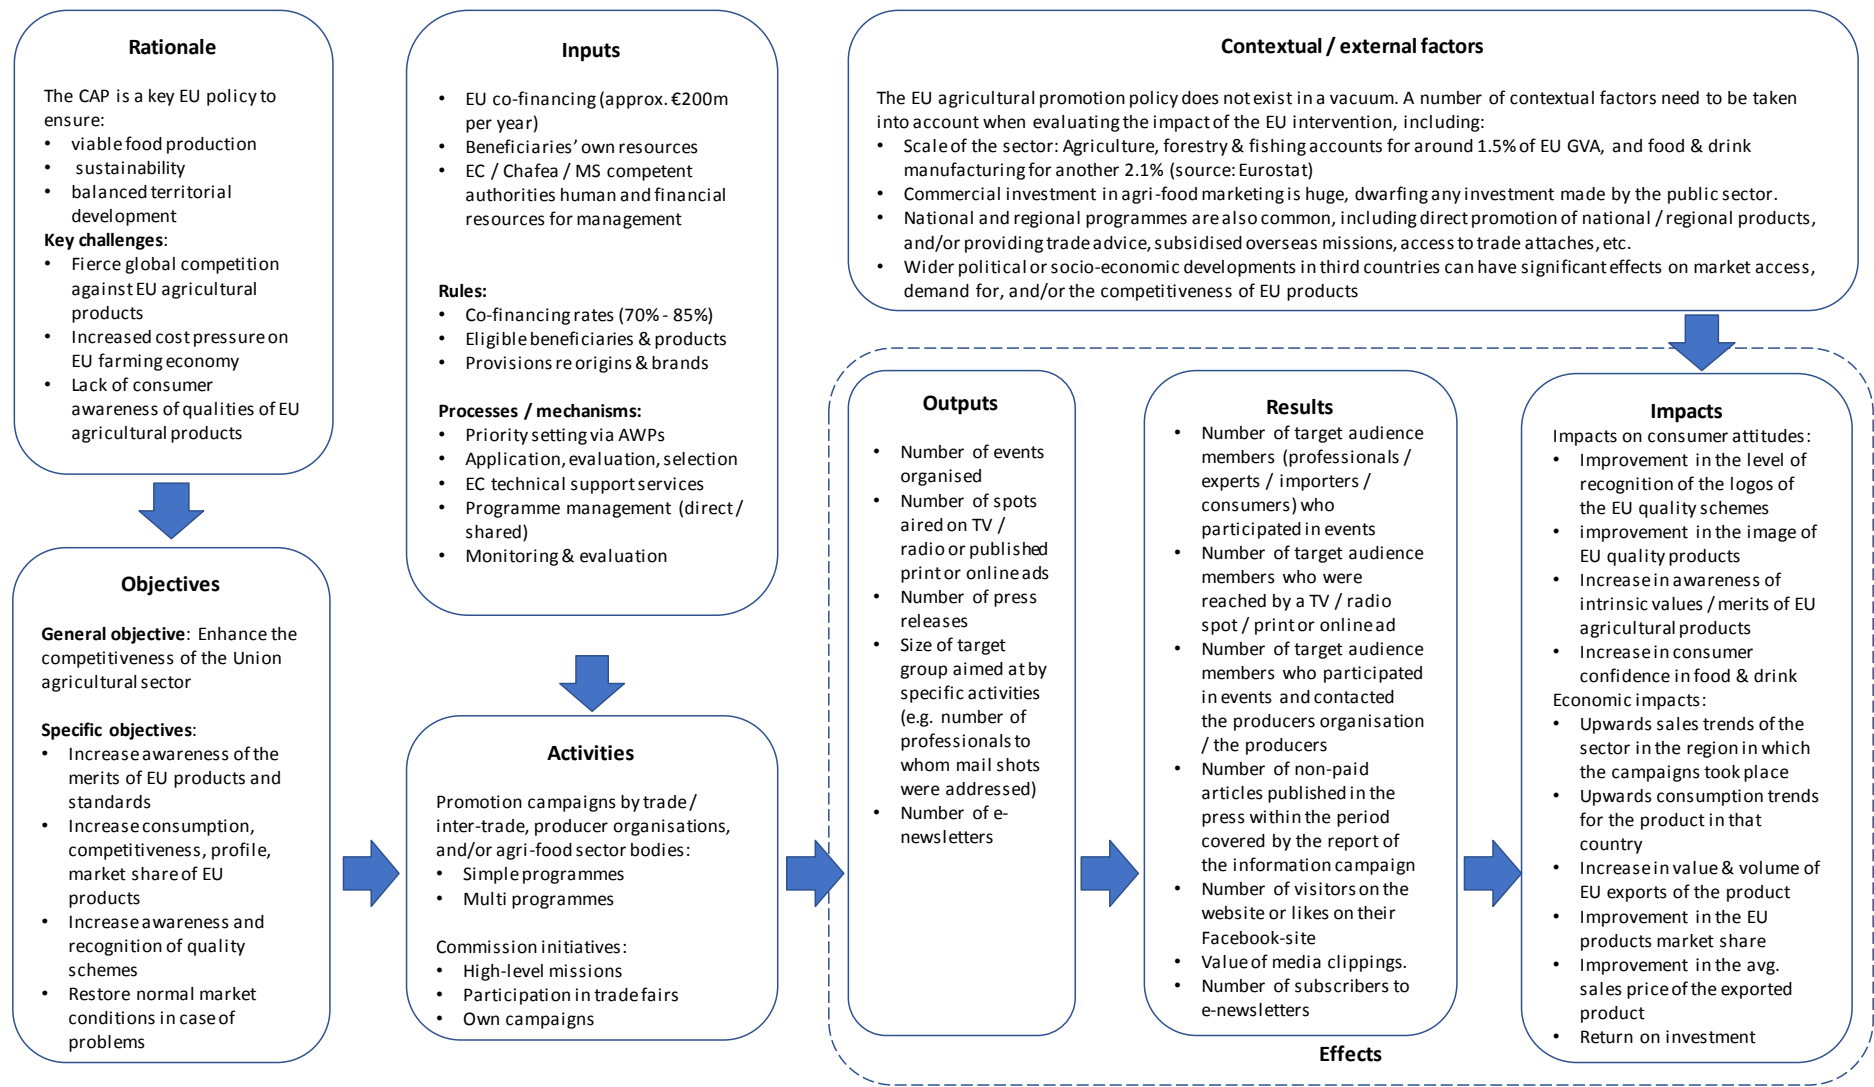 Rationale
The CAP is a key EU policy to
ensure:
• viable food production
• sustainability
• balanced territorial
development
Key challenges:
• Fierce global competition
against EU agricultural
products
• Increased cost pressure on
EU farming economy
• Lack of consumer
awareness of qualities of EU
agricultural products
Objectives
General objective: Enhance the
competitiveness of the Union
agricultural sector
Specific objectives:
• Increase awareness of the
merits of EU products and
standards
• Increase consumption,
competitiveness, profile,
market share of EU
products
• Increase awareness and
recognition of quality
schemes
• Restore normal market
conditions in case of
problems
Inputs
• EU co-financing (approx. €200m
per year)
• Beneficiaries’ own resources
• EC / Chafea / MS competent
authorities human and financial
resources for management
Rules:
• Co-financing rates (70% - 85%)
• Eligible beneficiaries & products
• Provisions re origins & brands
Processes / mechanisms:
• Priority setting via AWPs
• Application, evaluation, selection
• EC technical support services
• Programme management (direct /
shared)
• Monitoring & evaluation
Activities
Promotion campaigns by trade /
inter-trade, producer organisations,
and/or agri-food sector bodies:
• Simple programmes
• Multi programmes
Commission initiatives:
• High-level missions
• Participation in trade fairs
• Own campaigns
Contextual / external factors
The EU agricultural promotion policy does not exist in a vacuum. A number of contextual factors need to be taken
into account when evaluating the impact of the EU intervention, including:
• Scale of the sector: Agriculture, forestry & fishing accounts for around 1.5% of EU GVA, and food & drink
manufacturing for another 2.1% (source: Eurostat)
• Commercial investment in agri-food marketing is huge, dwarfing any investment made by the public sector.
• National and regional programmes are also common, including direct promotion of national / regional products,
and/or providing trade advice, subsidised overseas missions, access to trade attaches, etc.
• Wider political or socio-economic developments in third countries can have significant effects on market access,
demand for, and/or the competitiveness of EU products
Outputs
• Number of events
organised
• Number of spots
aired on TV /
radio or published
print or online ads
• Number of press
releases
• Size of target
group aimed at by
specific activities
(e.g. number of
professionals to
whom mail shots
were addressed)
• Number of e-
newsletters
Results
• Number of target audience
members (professionals /
experts / importers /
consumers) who
participated in events
• Number of target audience
members who were
reached by a TV / radio
spot / print or online ad
• Number of target audience
members who participated
in events and contacted
the producers organisation
/ the producers
• Number of non-paid
articles published in the
press within the period
covered by the report of
the information campaign
• Number of visitors on the
website or likes on their
Facebook-site
• Value of media clippings.
• Number of subscribers to
e-newsletters
Impacts
Impacts on consumer attitudes:
• Improvement in the level of
recognition of the logos of
the EU quality schemes
• improvement in the image of
EU quality products
• Increase in awareness of
intrinsic values / merits of EU
agricultural products
• Increase in consumer
confidence in food & drink
Economic impacts:
• Upwards sales trends of the
sector in the region in which
the campaigns took place
• Upwards consumption trends
for the product in that
country
• Increase in value & volume of
EU exports of the product
• Improvement in the EU
products market share
• Improvement in the avg.
sales price of the exported
product
• Return on investment
Effects